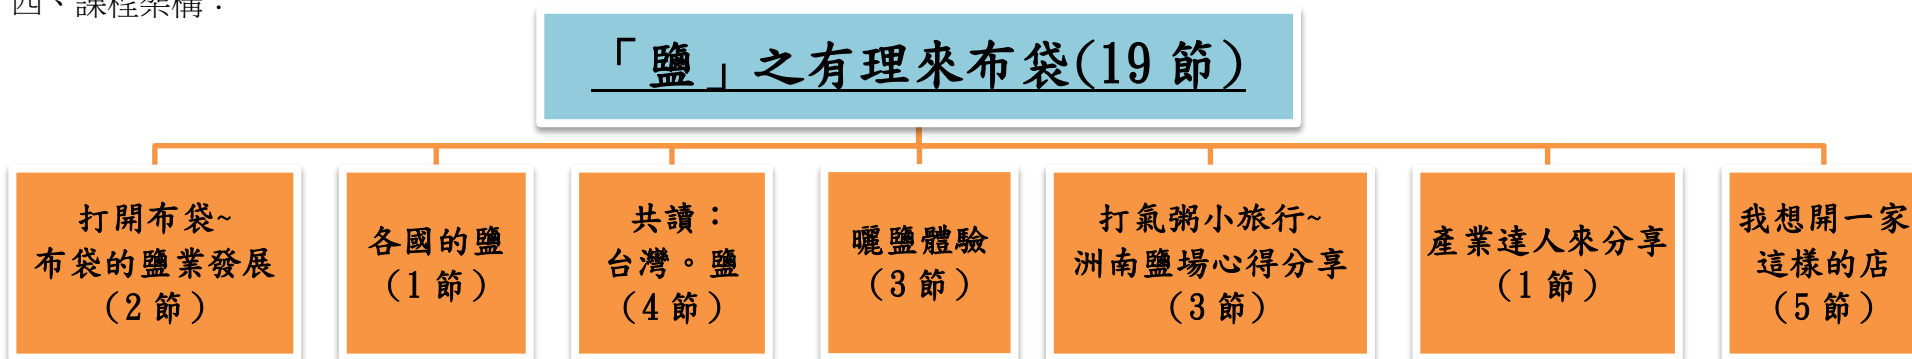 四、課程架構：
「鹽」之有理來布袋(19 節)
打開布袋~
布袋的鹽業發展
(2 節)
各國的鹽
(1 節)
共讀：
台灣。鹽
(4 節)
曬鹽體驗
(3 節)
打氣粥小旅行~
洲南鹽場心得分享
(3 節)
產業達人來分享
(1 節)
我想開一家
這樣的店
(5 節)